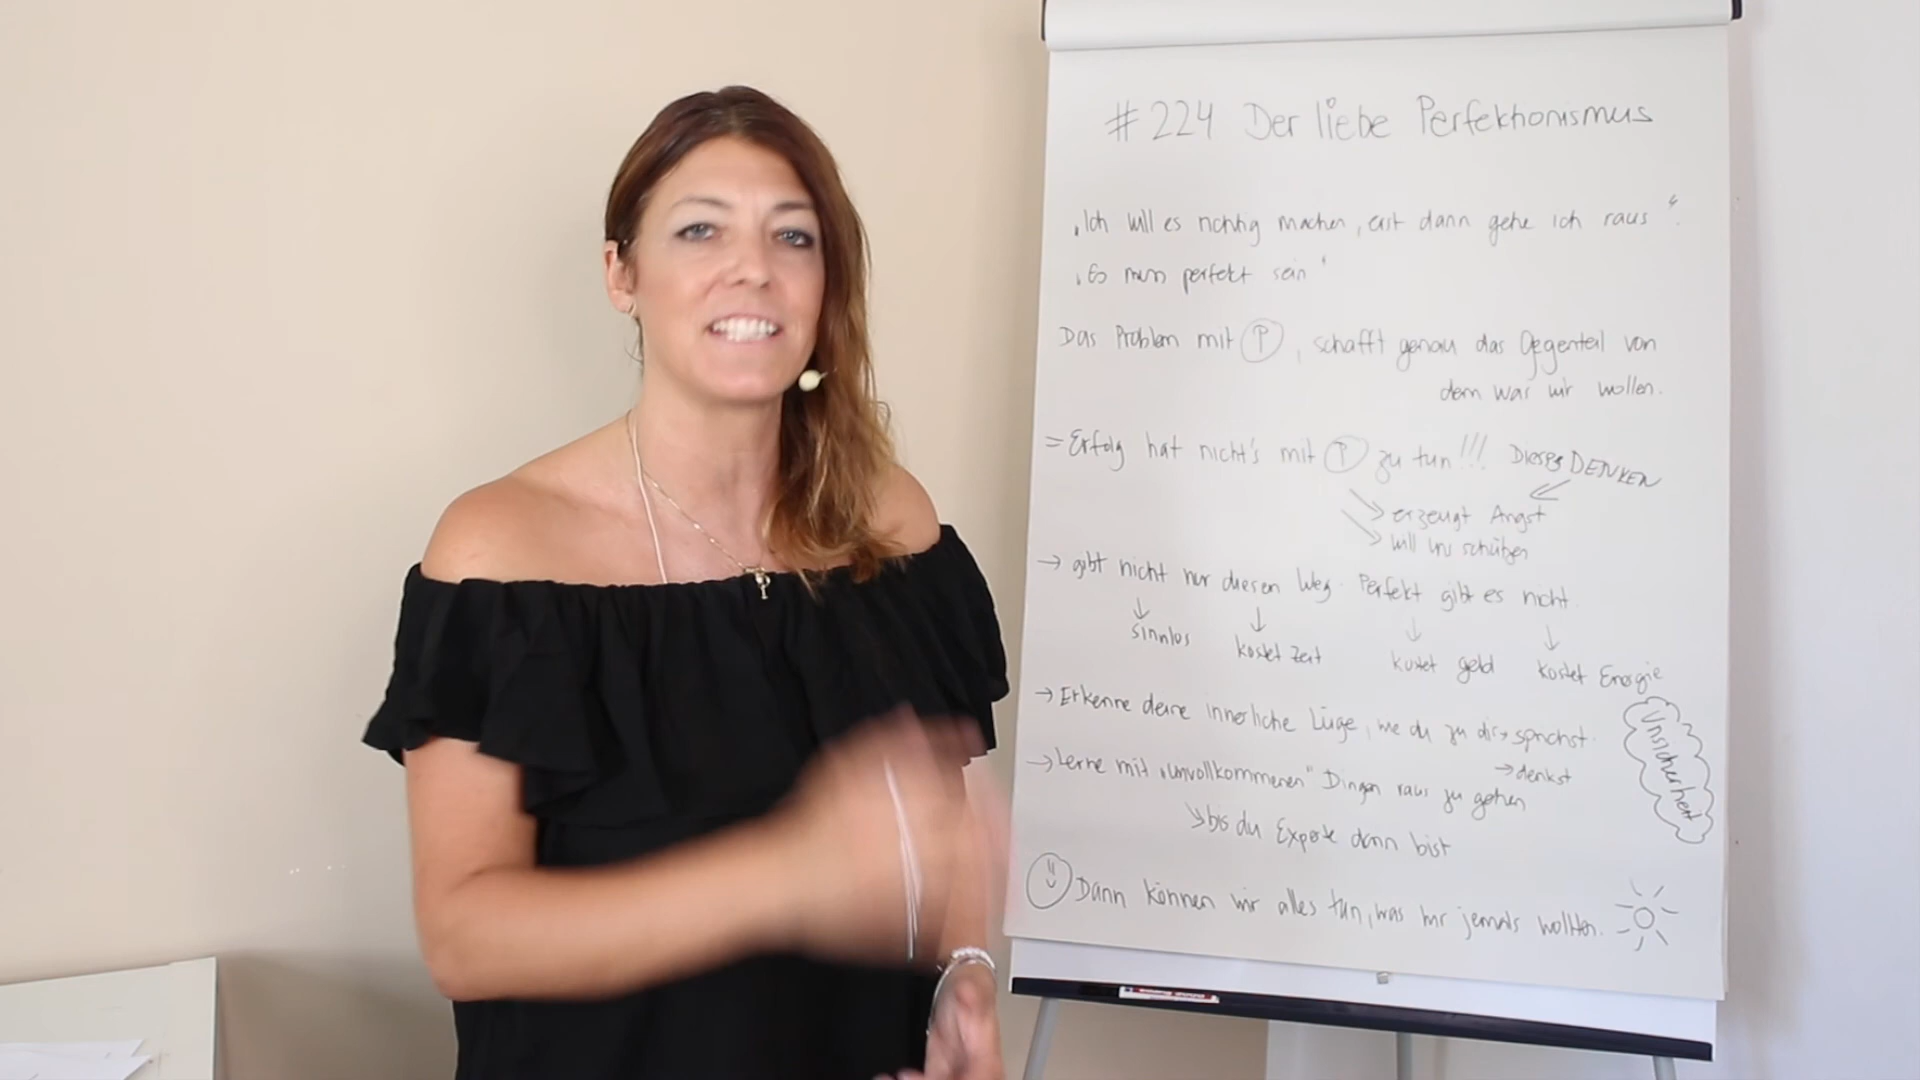 # 224 Der liebe Perfektionismus
„Ich will es richtig machen, erst dann gehe ich raus".
„Es muss perfekt sein"
Das Problem mit Ⓟ, schafft genau das Gegenteil von
dem was wir wollen.
= Erfolg hat nicht's mit Ⓟ zu tun!!! Dieses DENKEN
erzeugt Angst
will uns schützen
→ gibt nicht nur diesen Weg. Perfekt gibt es nicht.
sinnlos kostet Zeit kostet Geld kostet Energie
→ Erkenne deine innerliche Lüge, wie du zu dir → sprichst.
→ denkst
Unsicherheit
→ Lerne mit „Unvollkommenen" Dingen raus zu gehen
bis du Experte darin bist
Dann können wir alles tun, was wir jemals wollten.